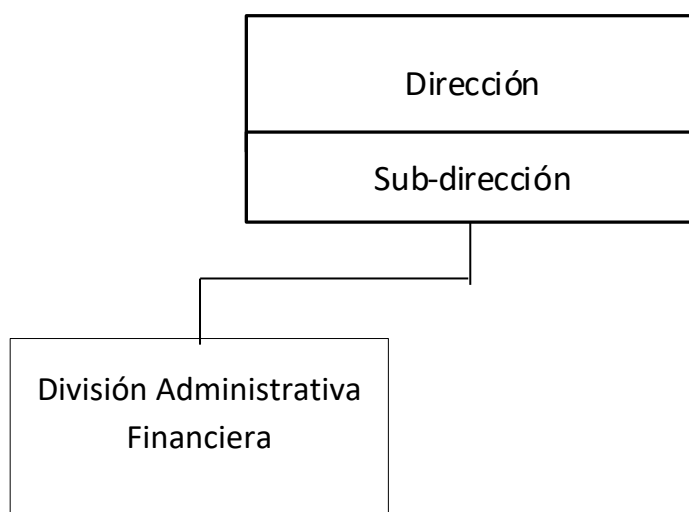 Dirección
Sub-dirección
División Administrativa
Financiera